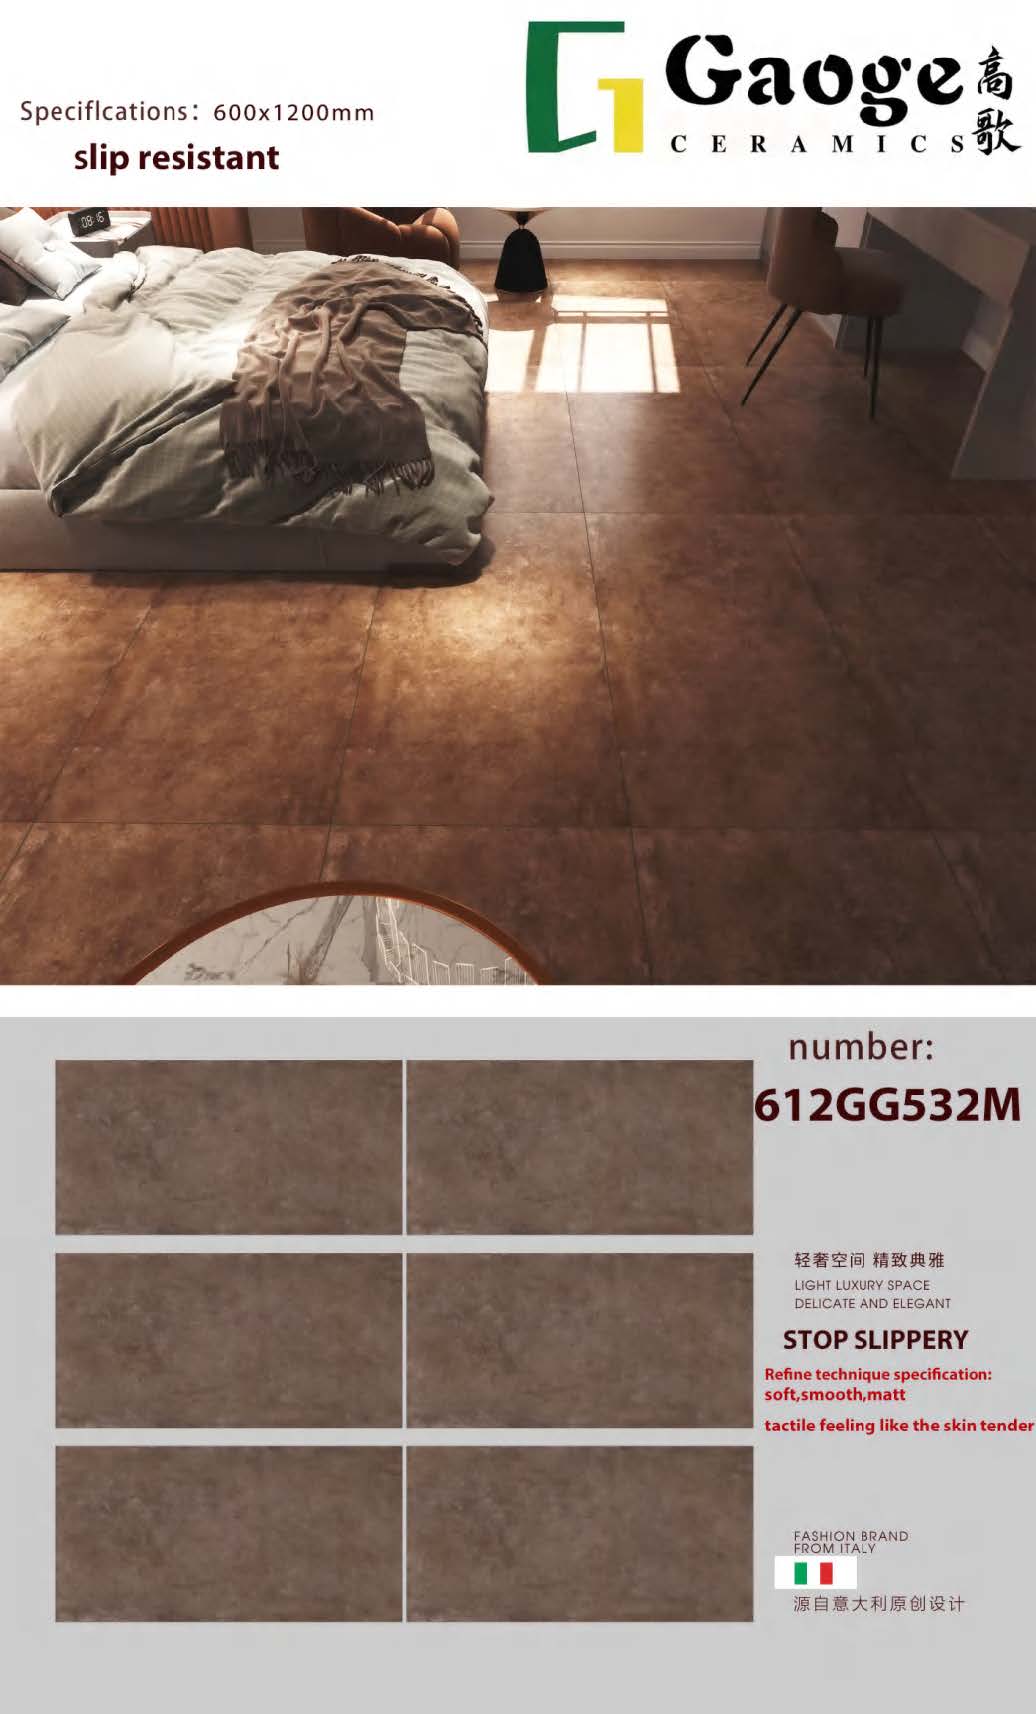 Gaoge
CERAMICS
高歌
Speciflcations：600x1200mm
slip resistant
08:16
number:
612GG532M
轻奢空间 精致典雅
LIGHT LUXURY SPACE
DELICATE AND ELEGANT
STOP SLIPPERY
Refine technique specification:
soft,smooth,matt
tactile feeling like the skin tender
FASHION BRAND
FROM ITALY
源自意大利原创设计